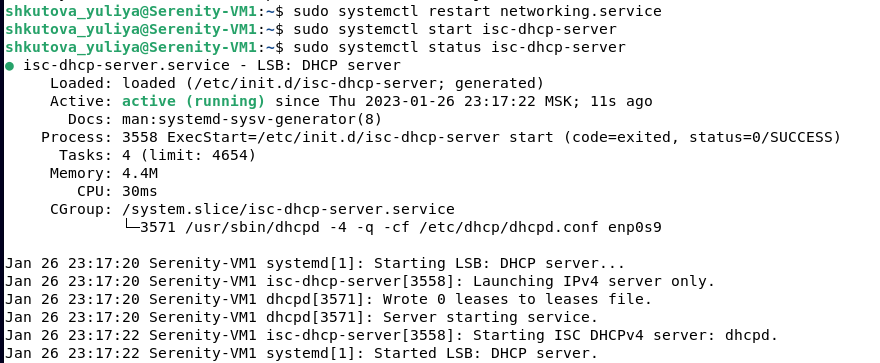 shkutova_yuliya@Serenity-VM1:~$ sudo systemctl restart networking.service
shkutova_yuliya@Serenity-VM1:~$ sudo systemctl start isc-dhcp-server
shkutova_yuliya@Serenity-VM1:~$ sudo systemctl status isc-dhcp-server
● isc-dhcp-server.service - LSB: DHCP server
     Loaded: loaded (/etc/init.d/isc-dhcp-server; generated)
     Active: active (running) since Thu 2023-01-26 23:17:22 MSK; 11s ago
       Docs: man:systemd-sysv-generator(8)
    Process: 3558 ExecStart=/etc/init.d/isc-dhcp-server start (code=exited, status=0/SUCCESS)
      Tasks: 4 (limit: 4654)
     Memory: 4.4M
        CPU: 30ms
     CGroup: /system.slice/isc-dhcp-server.service
             └─3571 /usr/sbin/dhcpd -4 -q -cf /etc/dhcp/dhcpd.conf enp0s9

Jan 26 23:17:20 Serenity-VM1 systemd[1]: Starting LSB: DHCP server...
Jan 26 23:17:20 Serenity-VM1 isc-dhcp-server[3558]: Launching IPv4 server only.
Jan 26 23:17:20 Serenity-VM1 dhcpd[3571]: Wrote 0 leases to leases file.
Jan 26 23:17:20 Serenity-VM1 dhcpd[3571]: Server starting service.
Jan 26 23:17:22 Serenity-VM1 isc-dhcp-server[3558]: Starting ISC DHCPv4 server: dhcpd.
Jan 26 23:17:22 Serenity-VM1 systemd[1]: Started LSB: DHCP server.